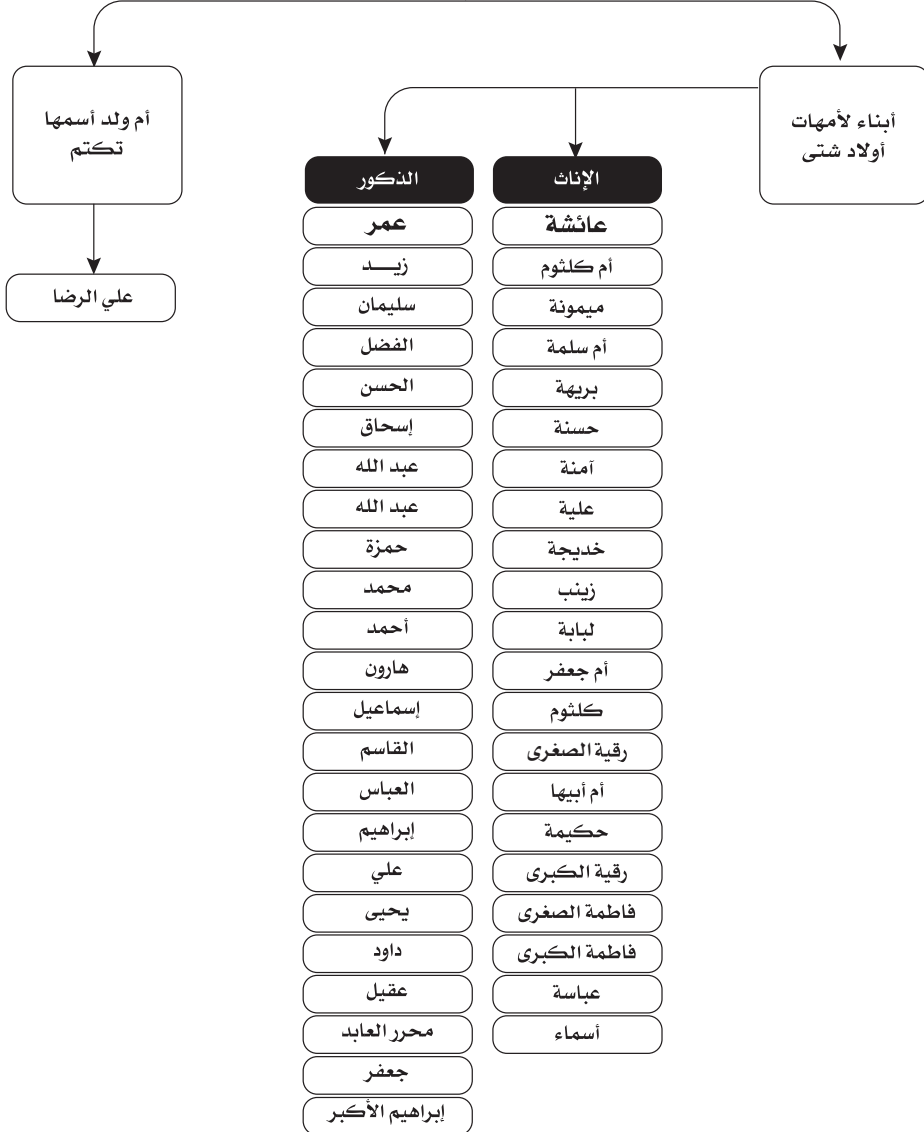 أبناء لأمهات
أولاد شتى
أم ولد أسمها
تكتم
علي الرضا
الإناث
عائشة
أم كلثوم
ميمونة
أم سلمة
بريهة
حسنة
آمنة
علية
خديجة
زينب
لبابة
أم جعفر
كلثوم
رقية الصغرى
أم أبيها
حكيمة
رقية الكبرى
فاطمة الصغرى
فاطمة الكبرى
عباسة
أسماء
الذكور
عمر
زيـــد
سليمان
الفضل
الحسن
إسحاق
عبد الله
عبد الله
حمزة
محمد
أحمد
هارون
إسماعيل
القاسم
العباس
إبراهيم
علي
يحيى
داود
عقيل
محرر العابد
جعفر
إبراهيم الأكبر